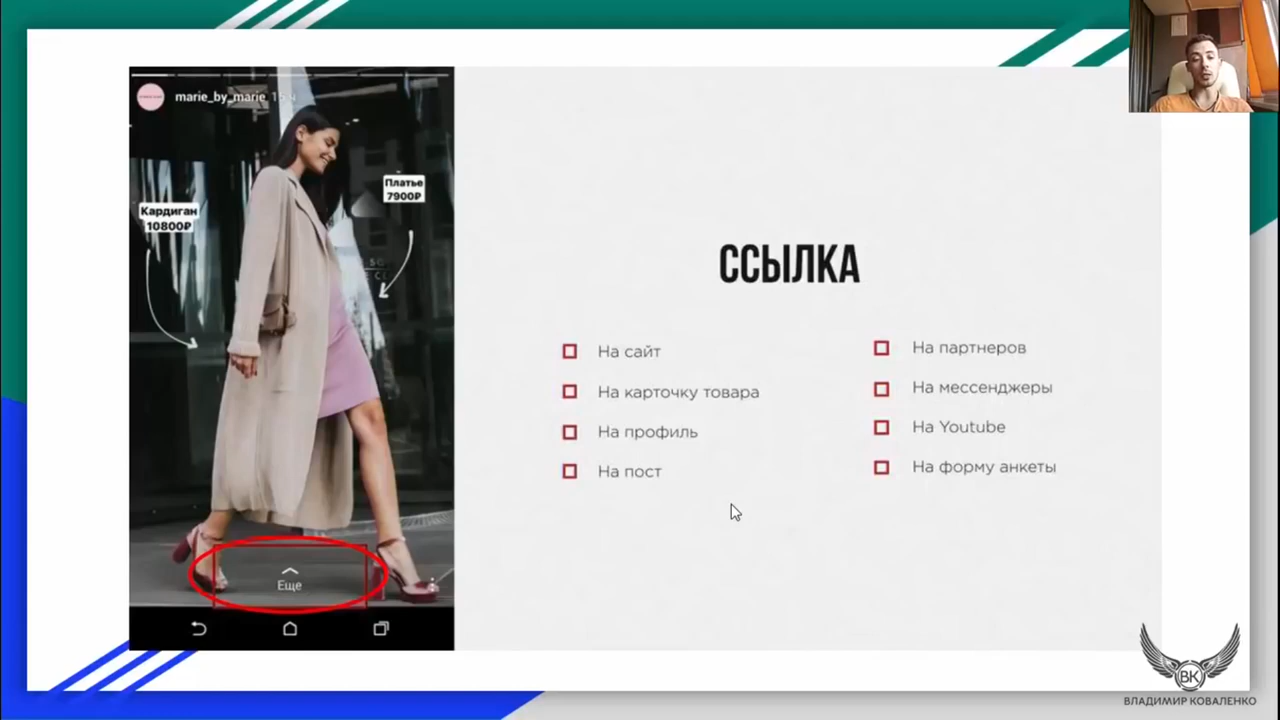 marie_by_marie 15 ч
Кардиган
10800₽
Платье
7900₽
Еще
ССЫЛКА
На сайт
На карточку товара
На профиль
На пост
На партнеров
На мессенджеры
На Youtube
На форму анкеты
ВК
ВЛАДИМИР КОВАЛЕНКО